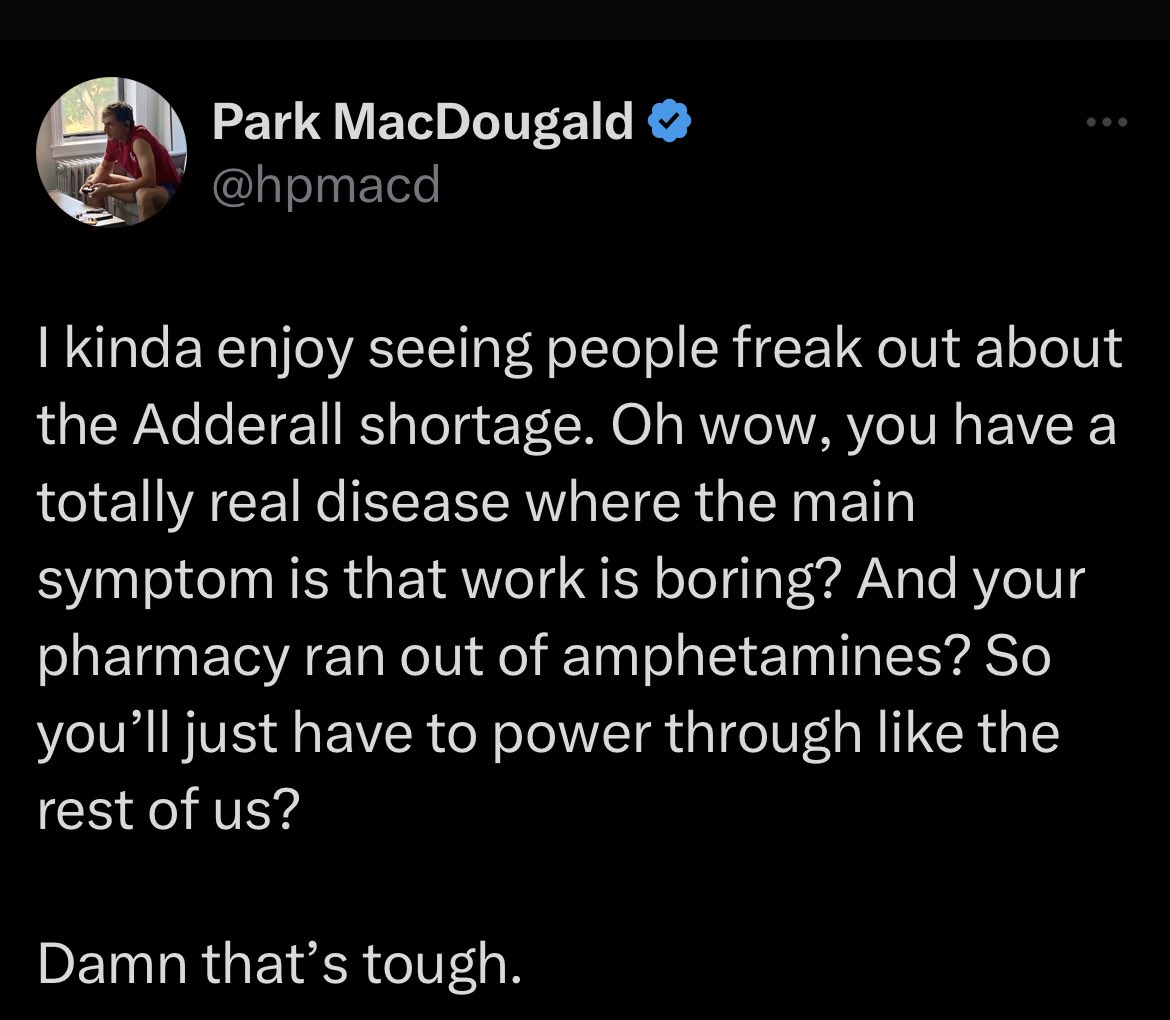 Park MacDougald
@hpmacd
I kinda enjoy seeing people freak out about
the Adderall shortage. Oh wow, you have a
totally real disease where the main
symptom is that work is boring? And your
pharmacy ran out of amphetamines? So
you’ll just have to power through like the
rest of us?
Damn that’s tough.